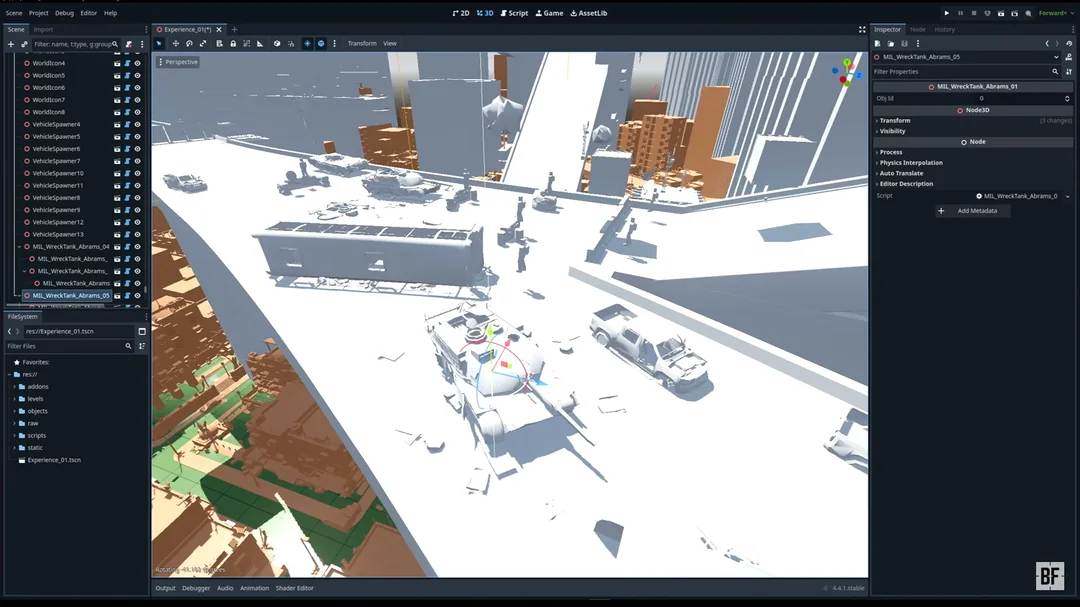 Scene Project Debug Editor Help
2D 3D Script Game AssetLib
Forward+
Scene Import
Filter: name, t:type, g:group
WorldIcon4
WorldIcon5
WorldIcon6
WorldIcon7
WorldIcon8
VehicleSpawner4
VehicleSpawner5
VehicleSpawner6
VehicleSpawner7
VehicleSpawner10
VehicleSpawner11
VehicleSpawner8
VehicleSpawner9
VehicleSpawner12
VehicleSpawner13
MIL_WreckTank_Abrams_04
MIL_WreckTank_Abrams_
MIL_WreckTank_Abrams_
MIL_WreckTank_Abrams
MIL_WreckTank_Abrams_05
FileSystem
res://Experience_01.tscn
Filter Files
Favorites:
res://
addons
levels
objects
raw
scripts
static
Experience_01.tscn
Experience_01(*)
Transform View
Perspective
Output Debugger Audio Animation Shader Editor
4.4.1.stable
Inspector Node History
MIL_WreckTank_Abrams_05
Filter Properties
MIL_WreckTank_Abrams_01
Obj Id 0
Node3D
Transform (3 changes)
Visibility
Node
Process
Physics Interpolation
Auto Translate
Editor Description
Script MIL_WreckTank_Abrams_0
Add Metadata
BF